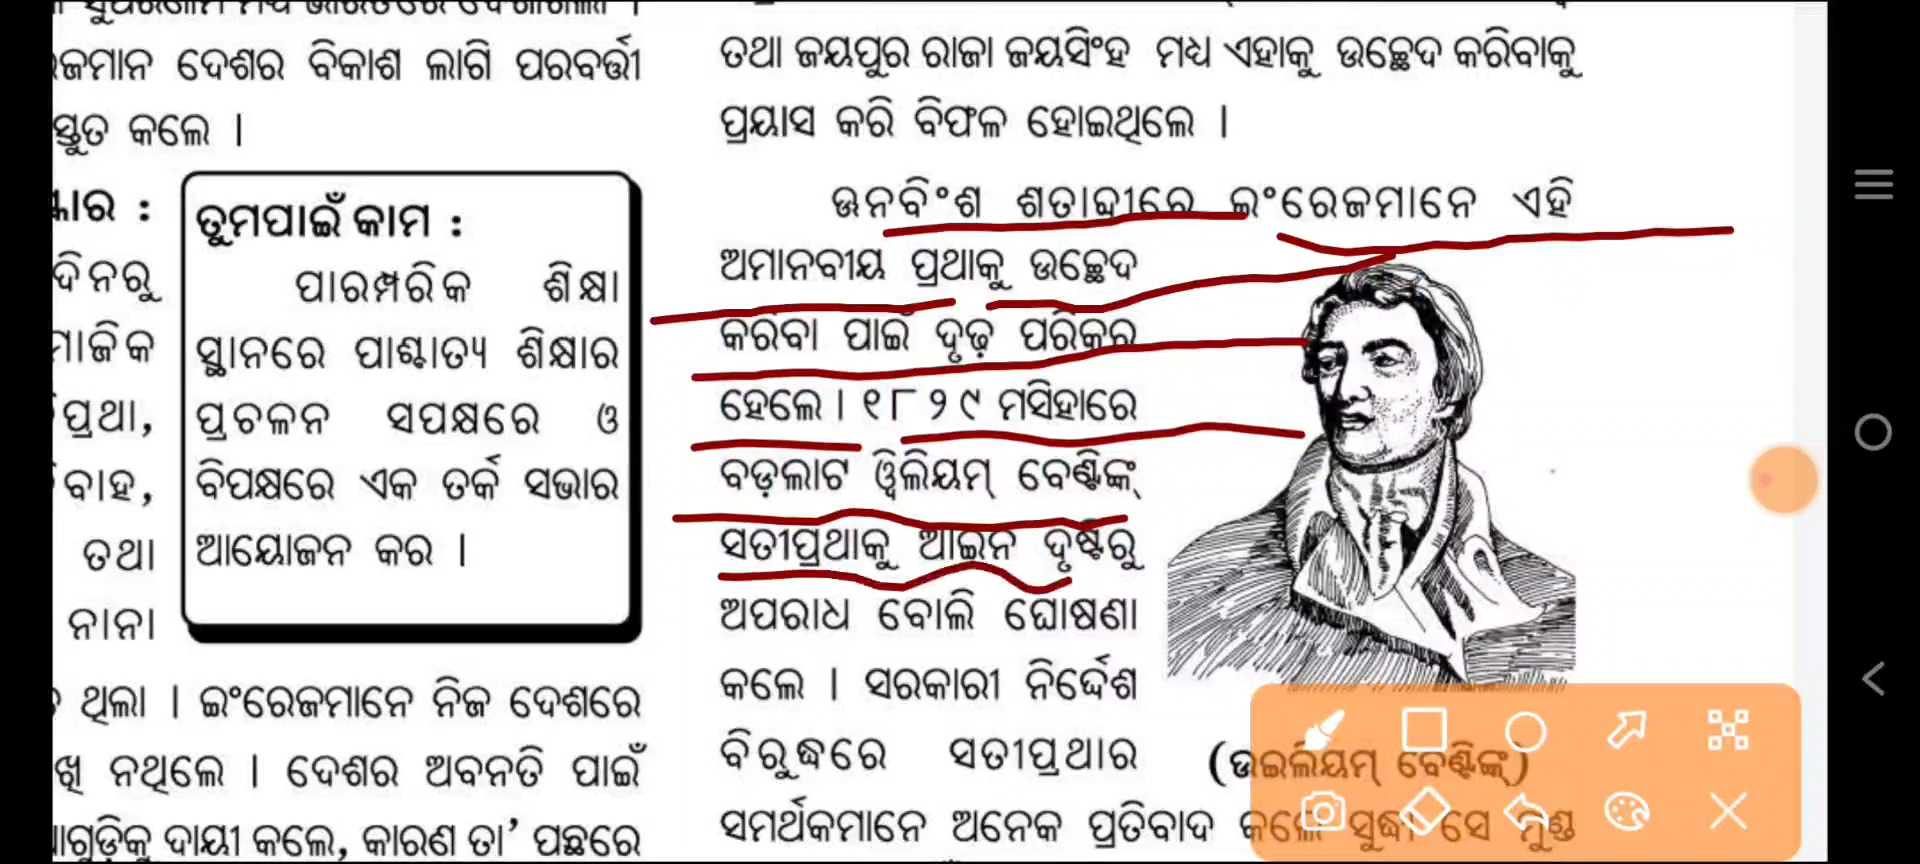 ଜମାନ ଦେଶର ବିକାଶ ଲାଗି ପରବର୍ତ୍ତୀ
କଲେ ।
ତୁମପାଇଁ କାମ :
ପାରମ୍ପରିକ ଶିକ୍ଷା
ସ୍ଥାନରେ ପାଶ୍ଚାତ୍ୟ ଶିକ୍ଷାର
ପ୍ରଚଳନ ସପକ୍ଷରେ ଓ
ବିପକ୍ଷରେ ଏକ ତର୍କ ସଭାର
ଆୟୋଜନ କର ।
ଦିନରୁ
ମାଜିକ
ପ୍ରଥା,
ବାହ,
ତଥା
ନାନା
ଥିଲା । ଇଂରେଜମାନେ ନିଜ ଦେଶରେ
ନଥିଲେ । ଦେଶର ଅବନତି ପାଇଁ
ଗୁଡ଼ିକୁ ଦାୟୀ କଲେ, କାରଣ ତା’ ପଛରେ
ତଥା ଜୟପୁର ରାଜା ଜୟସିଂହ ମଧ୍ୟ ଏହାକୁ ଉଚ୍ଛେଦ କରିବାକୁ
ପ୍ରୟାସ କରି ବିଫଳ ହୋଇଥିଲେ ।
ଊନବିଂଶ ଶତାବ୍ଦୀରେ ଇଂରେଜମାନେ ଏହି
ଅମାନବୀୟ ପ୍ରଥାକୁ ଉଚ୍ଛେଦ
କରିବା ପାଇଁ ଦୃଢ଼ ପରିକର
ହେଲେ । ୧୮୨୯ ମସିହାରେ
ବଡ଼ଲାଟ ୱିଲିୟମ୍ ବେଣ୍ଟିଙ୍କ୍
ସତୀପ୍ରଥାକୁ ଆଇନ ଦୃଷ୍ଟିରୁ
ଅପରାଧ ବୋଲି ଘୋଷଣା
କଲେ । ସରକାରୀ ନିର୍ଦ୍ଦେଶ
ବିରୁଦ୍ଧରେ ସତୀପ୍ରଥାର
(ଉଇଲିୟମ୍ ବେଣ୍ଟିଙ୍କ୍)
ସମର୍ଥକମାନେ ଅନେକ ପ୍ରତିବାଦ କଲେ ସୁଦ୍ଧା ସେ